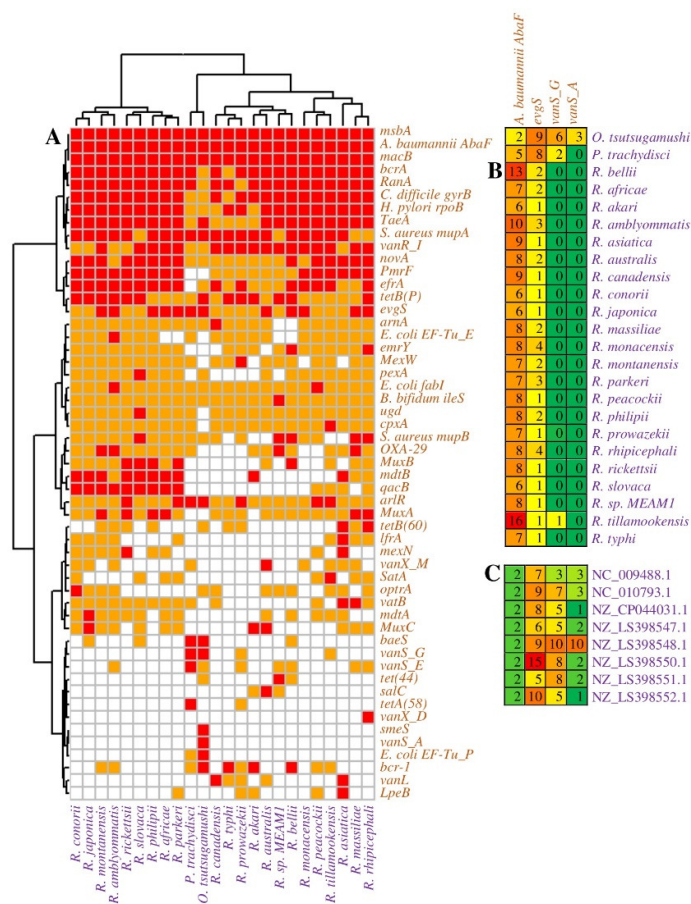 A
msbA
A. baumannii AbaF
macB
bcrA
RanA
C. difficile gyrB
H. pylori rpoB
TaeA
S. aureus mupA
vanR_I
novA
PmrF
efrA
tetB(P)
evgS
arnA
E. coli EF-Tu_E
emrY
MexW
pexA
E. coli fabI
B. bifidum ileS
ugd
cpxA
S. aureus mupB
OXA-29
MuxB
mdtB
qacB
arlR
MuxA
tetB(60)
lfrA
mexN
vanX_M
SatA
optrA
vatB
mdtA
MuxC
baeS
vanS_G
vanS_E
tet(44)
salC
tetA(58)
vanX_D
smeS
vanS_A
E. coli EF-Tu_P
bcr-1
vanL
LpeB
R. conorii
R. japonica
R. montanensis
R. amblyommatis
R. rickettsii
R. slovaca
R. philipii
R. africae
R. parkeri
P. trachydisci
O. tsutsugamushi
R. canadensis
R. typhi
R. prowazekii
R. akari
R. australis
R. sp. MEAM1
R. bellii
R. monacensis
R. peacockii
R. tillamookensis
R. asiatica
R. massiliae
R. rhipicephali
B
A. baumannii AbaF
evgS
vanS_G
vanS_A
2 9 6 3 O. tsutsugamushi
5 8 2 0 P. trachydisci
13 2 0 0 R. bellii
7 2 0 0 R. africae
6 1 0 0 R. akari
10 3 0 0 R. amblyommatis
9 1 0 0 R. asiatica
8 2 0 0 R. australis
9 1 0 0 R. canadensis
6 1 0 0 R. conorii
6 1 0 0 R. japonica
8 2 0 0 R. massiliae
8 4 0 0 R. monacensis
7 2 0 0 R. montanensis
7 3 0 0 R. parkeri
8 1 0 0 R. peacockii
8 2 0 0 R. philipii
7 1 0 0 R. prowazekii
8 4 0 0 R. rhipicephali
8 1 0 0 R. rickettsii
6 1 0 0 R. slovaca
8 1 0 0 R. sp. MEAM1
16 1 1 0 R. tillamookensis
7 1 0 0 R. typhi
C
2 7 3 3 NC_009488.1
2 9 7 3 NC_010793.1
2 8 5 1 NZ_CP044031.1
2 6 5 2 NZ_LS398547.1
2 9 10 10 NZ_LS398548.1
2 15 8 2 NZ_LS398550.1
2 5 8 2 NZ_LS398551.1
2 10 5 1 NZ_LS398552.1